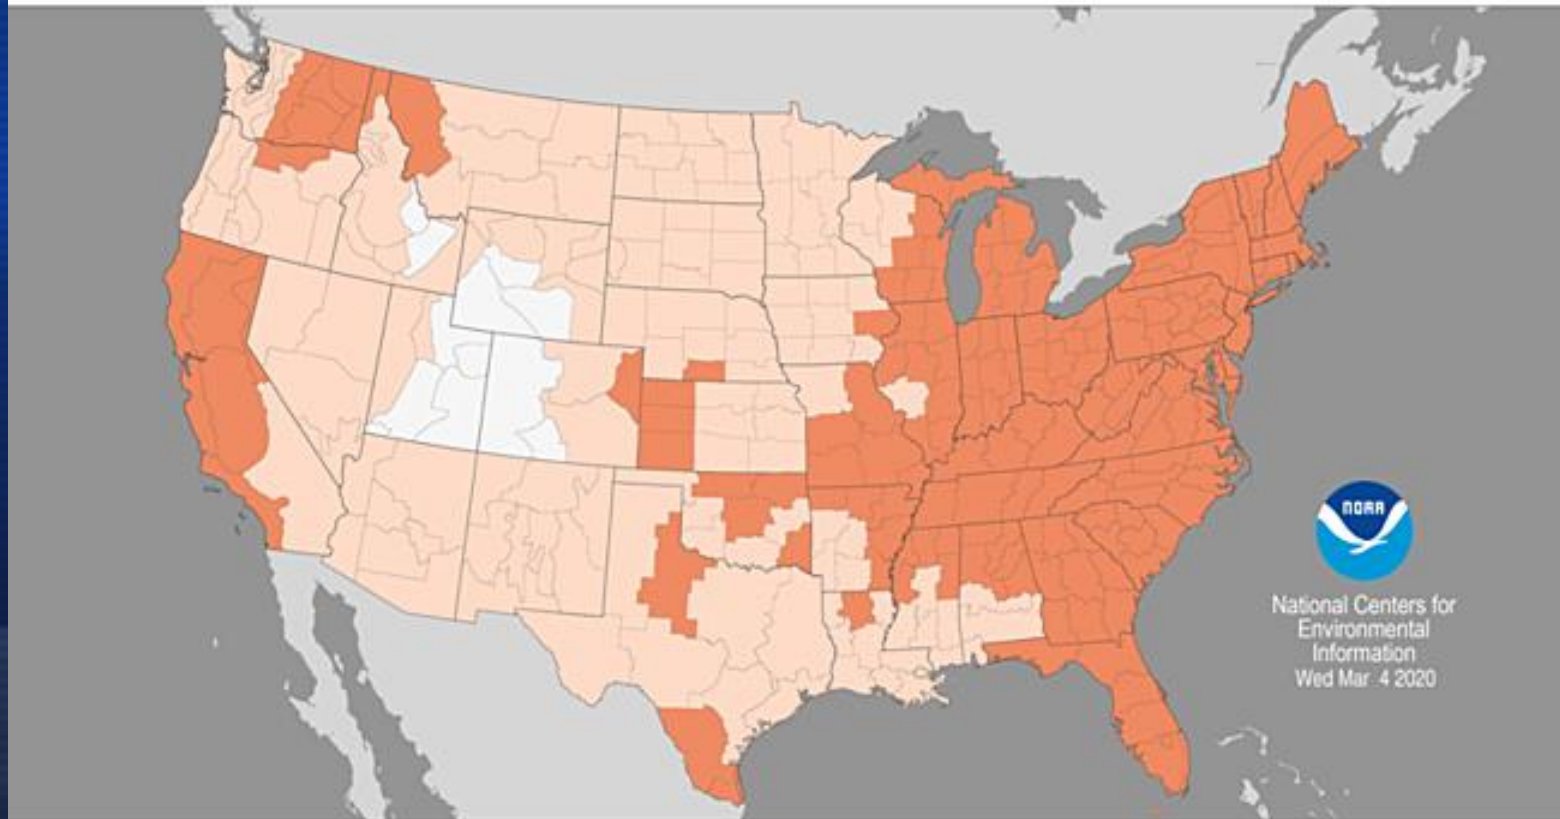 NOAA
National Centers for
Environmental
Information
Wed Mar 4 2020